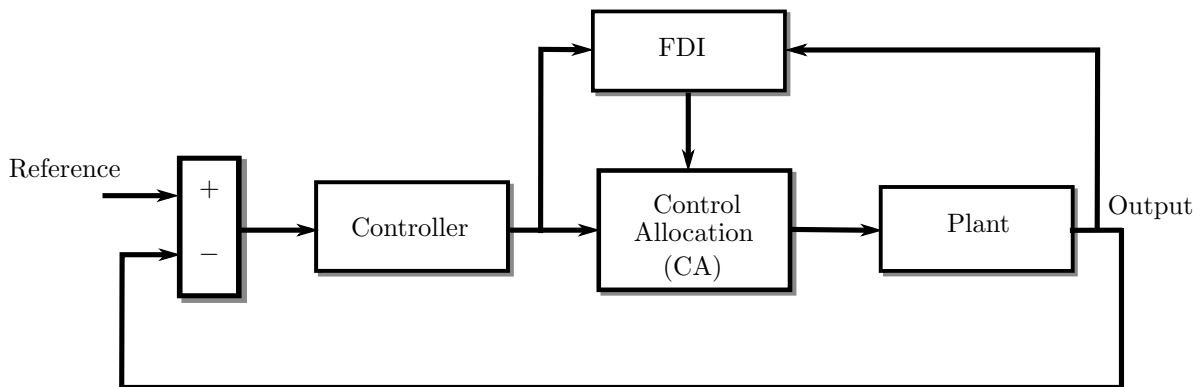 FDI
Reference
+
−
Controller
Control
Allocation
(CA)
Plant
Output